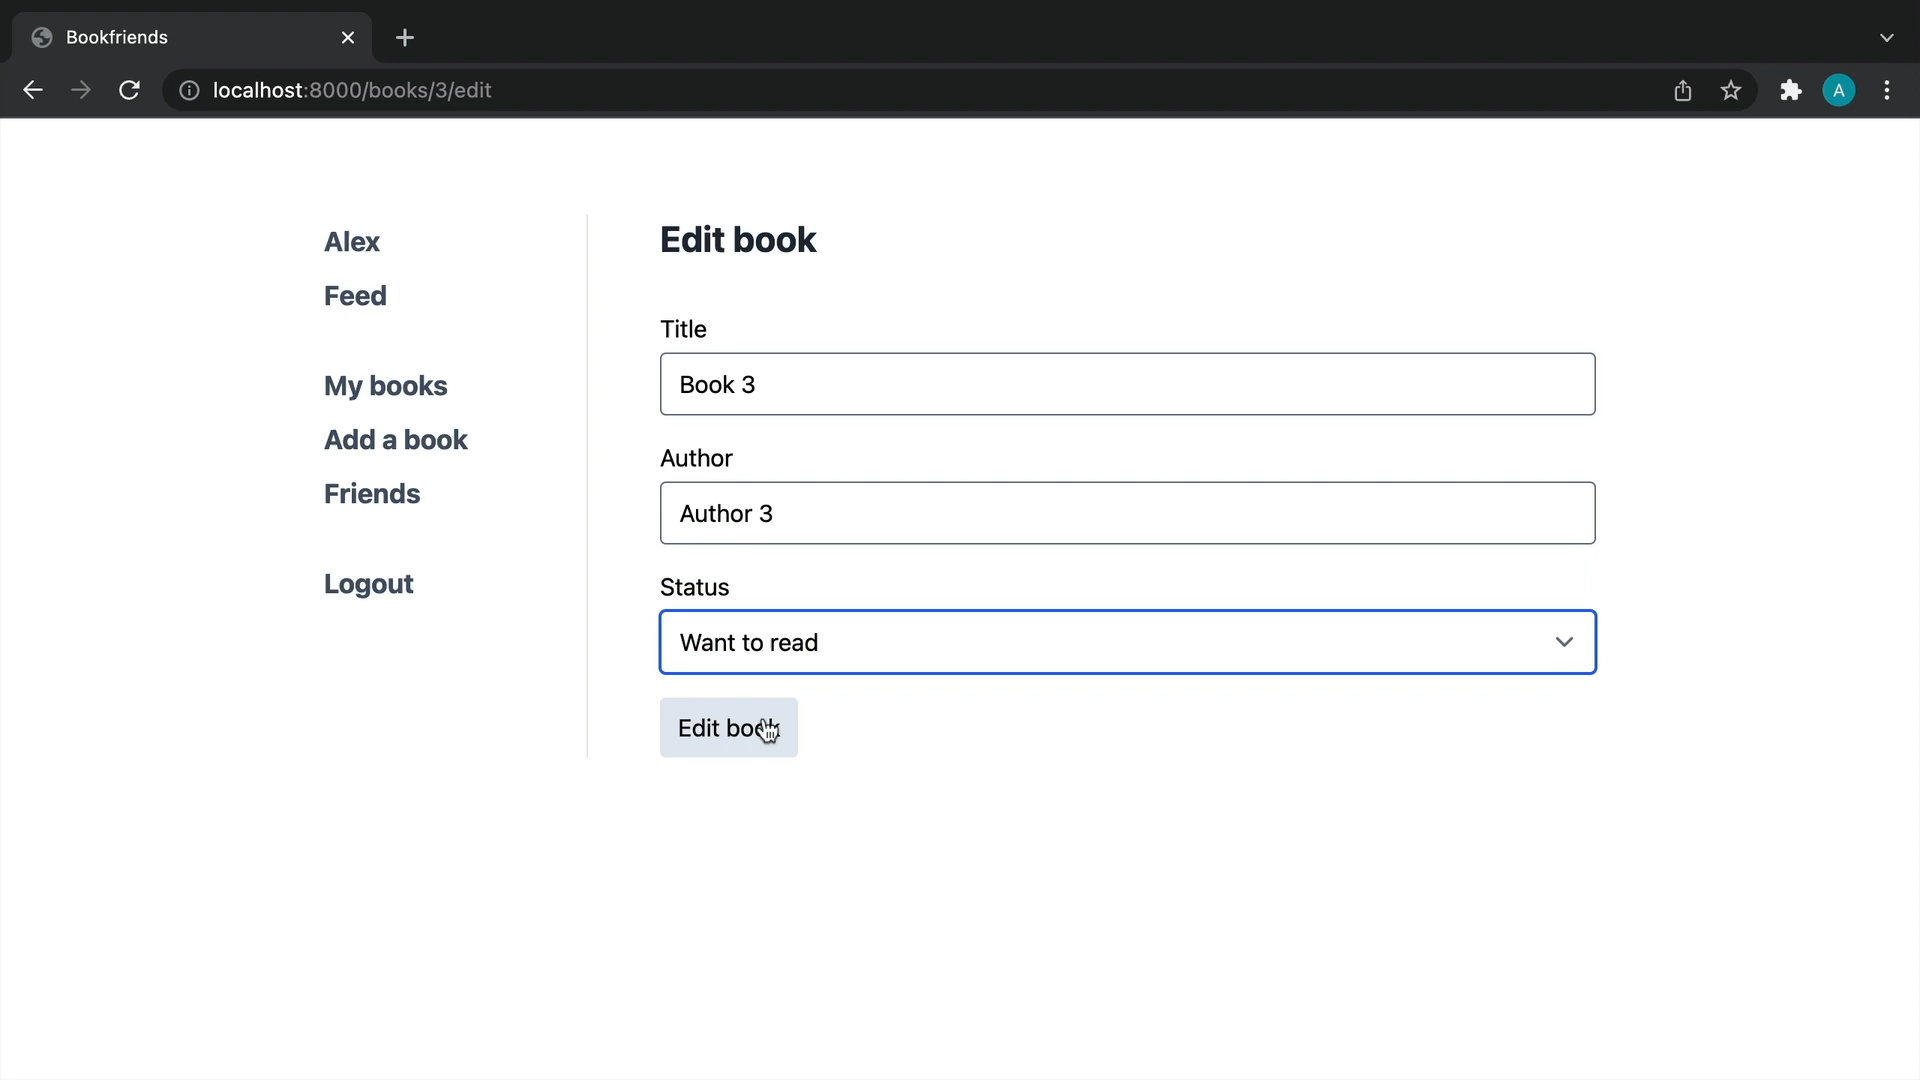 Bookfriends
localhost:8000/books/3/edit
A
Alex
Feed
My books
Add a book
Friends
Logout
Edit book
Title
Book 3
Author
Author 3
Status
Want to read
Edit book